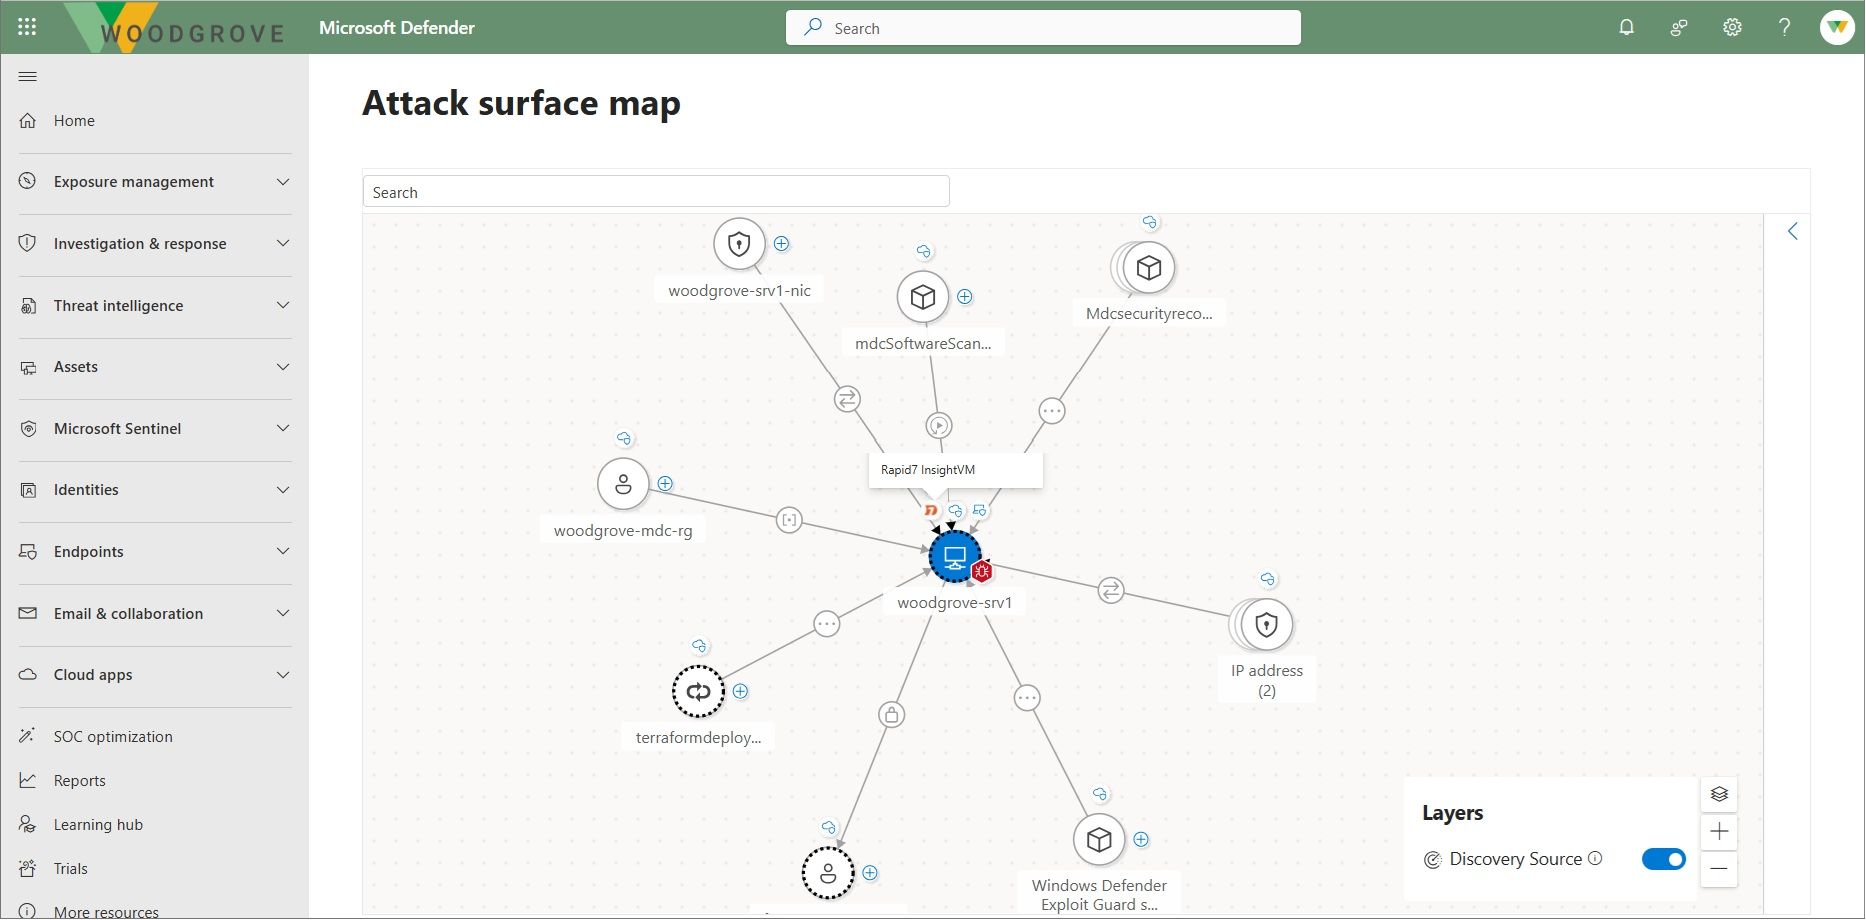 WOODGROVE
Microsoft Defender
Search
Home
Exposure management
Investigation & response
Threat intelligence
Assets
Microsoft Sentinel
Identities
Endpoints
Email & collaboration
Cloud apps
SOC optimization
Reports
Learning hub
Trials
More resources
Attack surface map
Search
woodgrove-srv1-nic
mdcSoftwareScan...
Mdcsecurityreco...
Rapid7 InsightVM
woodgrove-mdc-rg
woodgrove-srv1
IP address
(2)
terraformdeploy...
Windows Defender
Exploit Guard s...
Layers
Discovery Source